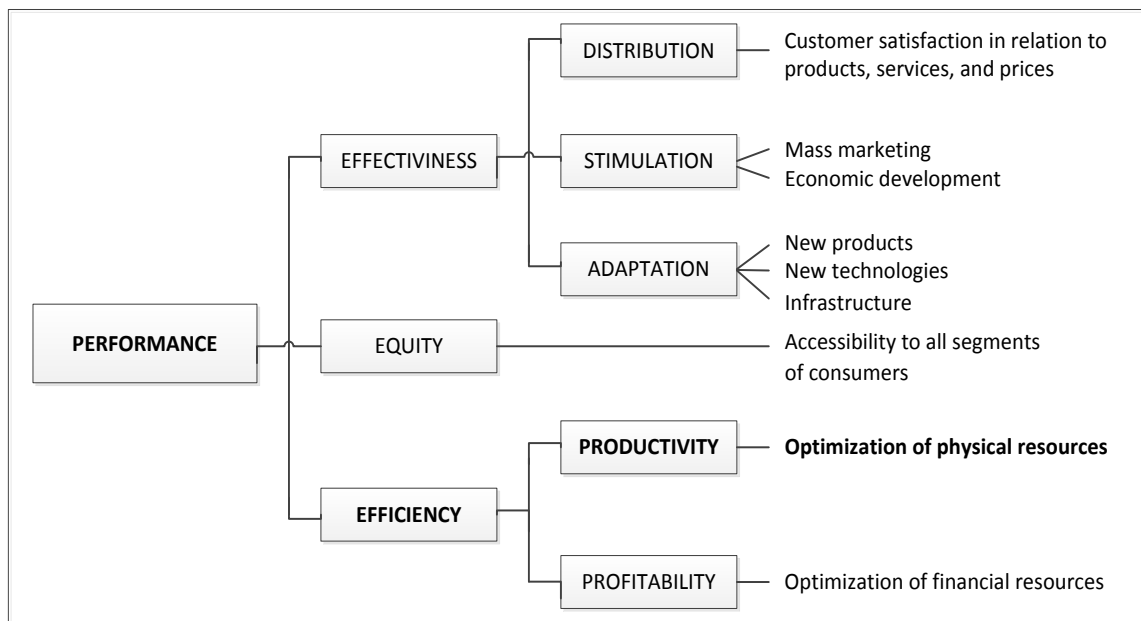 DISTRIBUTION
Customer satisfaction in relation to
products, services, and prices
EFFECTIVINESS
STIMULATION
Mass marketing
Economic development
ADAPTATION
New products
New technologies
Infrastructure
PERFORMANCE
EQUITY
Accessibility to all segments
of consumers
PRODUCTIVITY
Optimization of physical resources
EFFICIENCY
PROFITABILITY
Optimization of financial resources